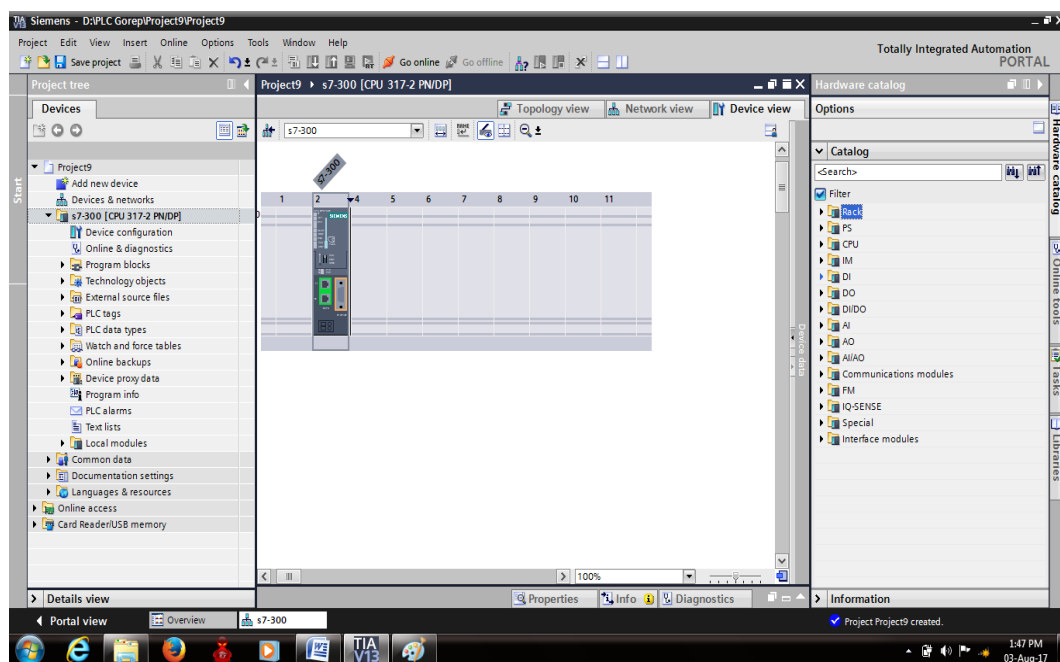 Siemens - D:\PLC Gorep\Project9\Project9
Project Edit View Insert Online Options Tools Window Help
Totally Integrated Automation
PORTAL
Save project Go online Go offline
Project tree
Project9 s7-300 [CPU 317-2 PN/DP]
Hardware catalog
Devices
Topology view Network view Device view
Options
s7-300
Catalog
<Search>
Filter
Project9
Add new device
Devices & networks
s7-300 [CPU 317-2 PN/DP]
Device configuration
Online & diagnostics
Program blocks
Technology objects
External source files
PLC tags
PLC data types
Watch and force tables
Online backups
Device proxy data
Program info
PLC alarms
Text lists
Local modules
Common data
Documentation settings
Languages & resources
Online access
Card Reader/USB memory
s7-300
1 2 4 5 6 7 8 9 10 11
SIEMENS
Rack
PS
CPU
IM
DI
DO
DI/DO
AI
AO
AI/AO
Communications modules
FM
IQ-SENSE
Special
Interface modules
Start
Device data
Hardware catalog
Online tools
Tasks
Libraries
100%
Details view
Properties Info Diagnostics
Information
Portal view Overview s7-300
Project Project9 created.
TIA
V13
1:47 PM
03-Aug-17